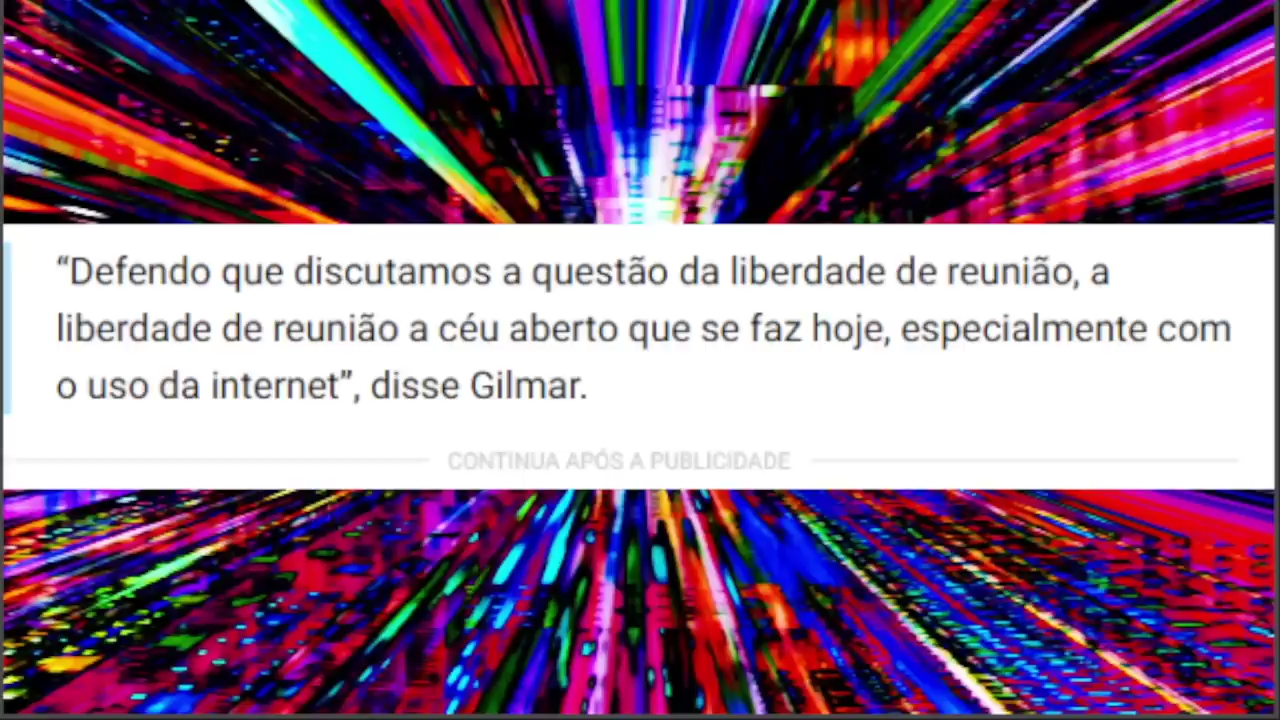 “Defendo que discutamos a questão da liberdade de reunião, a
liberdade de reunião a céu aberto que se faz hoje, especialmente com
o uso da internet”, disse Gilmar.
CONTINUA APÓS A PUBLICIDADE